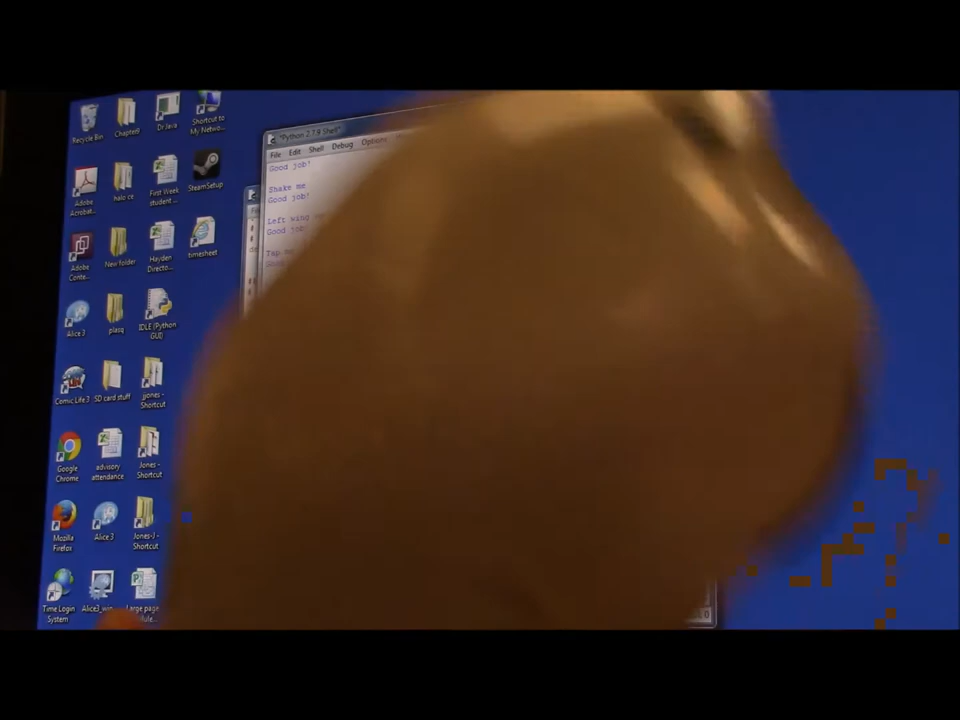 Recycle Bin
Chapter9
Dr Java
Shortcut to
My Netwo...
Adobe
Acrobat...
halo ce
First Week
student ...
SteamSetup
Adobe
Conte...
New folder
Hayden
Directo...
timesheet
Alice 3
plasq
IDLE (Python
GUI)
Comic Life 3
SD card stuff
jjones -
Shortcut
Google
Chrome
advisory
attendance
Jones -
Shortcut
Mozilla
Firefox
Alice 3
Jones-J -
Shortcut
Time Login
System
Large page
*Python 2.7.9 Shell*
File Edit Shell Debug Options
Good job!
Shake me
Good job!
Left wing
Good job